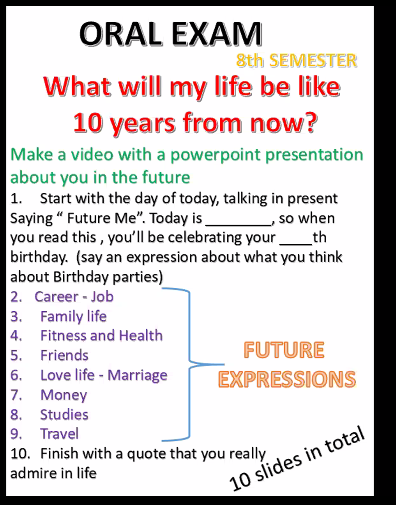 ORAL EXAM
8th SEMESTER
What will my life be like
10 years from now?
Make a video with a powerpoint presentation
about you in the future
1. Start with the day of today, talking in present
Saying “ Future Me”. Today is ________, so when
you read this , you’ll be celebrating your ____th
birthday. (say an expression about what you think
about Birthday parties)
2. Career - Job
3. Family life
4. Fitness and Health
5. Friends
6. Love life - Marriage
7. Money
8. Studies
9. Travel
FUTURE
EXPRESSIONS
10. Finish with a quote that you really
admire in life
10 slides in total